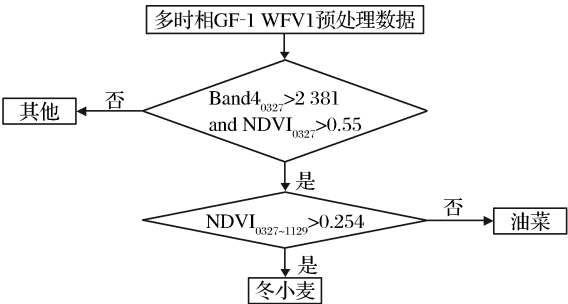 多时相GF-1 WFV1预处理数据
Band4₀₃₂₇>2 381
and NDVI₀₃₂₇>0.55
否
其他
是
NDVI₀₃₂₇~₁₁₂₉>0.254
否
油菜
是
冬小麦